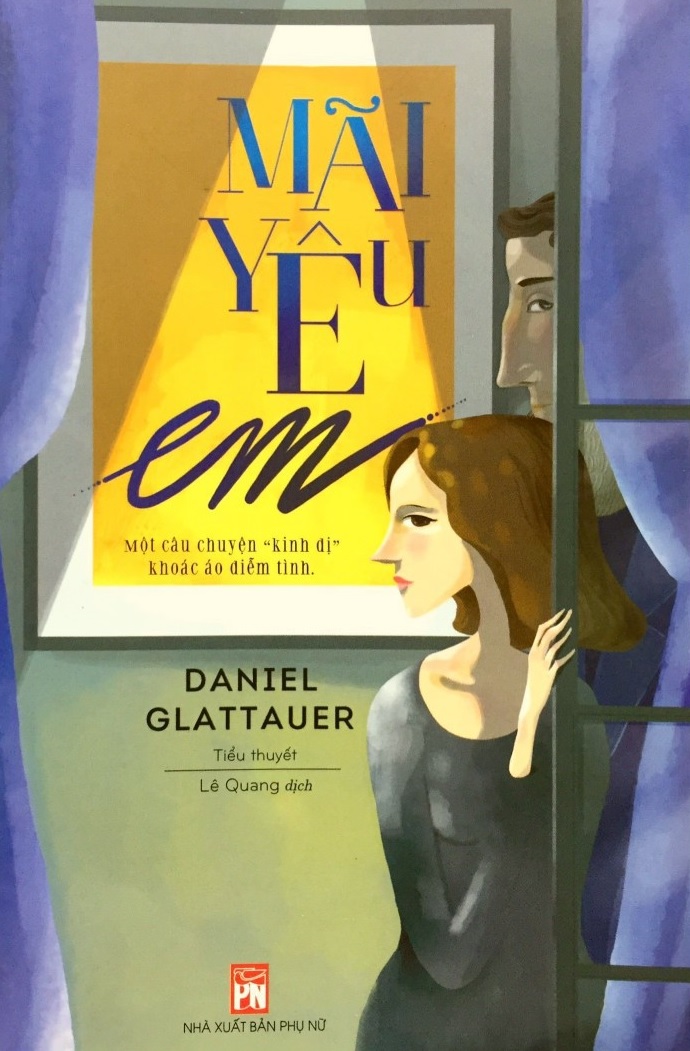 MÃI
YÊU
em
Một câu chuyện “kinh dị”
khoác áo diễm tình.
DANIEL
GLATTAUER
Tiểu thuyết
Lê Quang dịch
PN
NHÀ XUẤT BẢN PHỤ NỮ